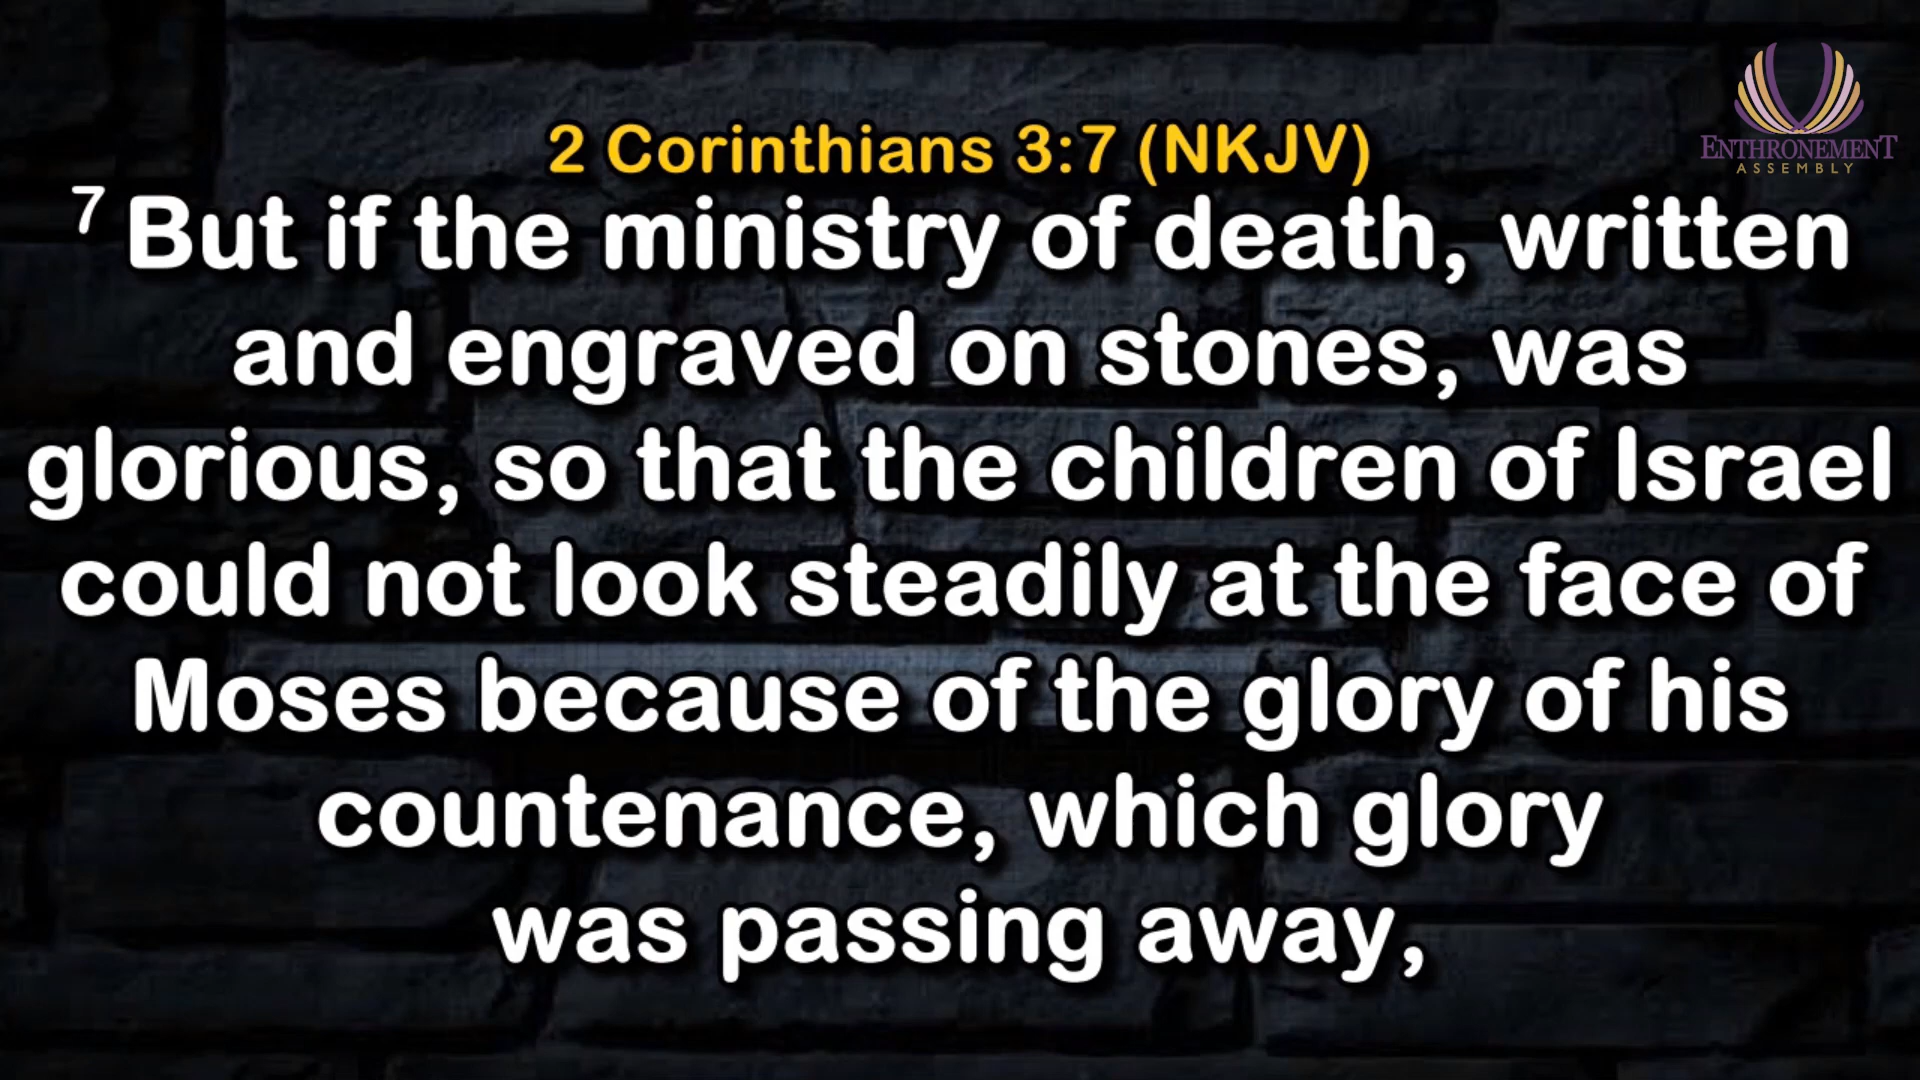 ENTHRONEMENT
ASSEMBLY
2 Corinthians 3:7 (NKJV)
7 But if the ministry of death, written
and engraved on stones, was
glorious, so that the children of Israel
could not look steadily at the face of
Moses because of the glory of his
countenance, which glory
was passing away,